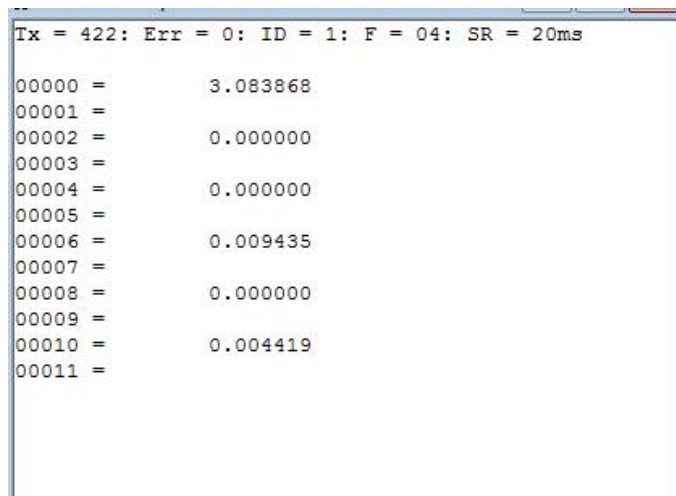 Tx = 422: Err = 0: ID = 1: F = 04: SR = 20ms
00000 = 3.083868
00001 =
00002 = 0.000000
00003 =
00004 = 0.000000
00005 =
00006 = 0.009435
00007 =
00008 = 0.000000
00009 =
00010 = 0.004419
00011 =